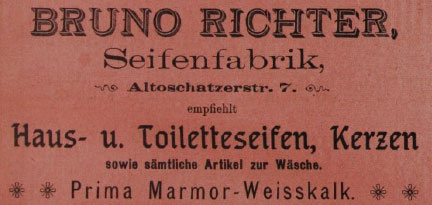 BRUNO RICHTER,
Seifenfabrik,
Altoschatzerstr. 7.
empfiehlt
Haus- u. Toiletteseifen, Kerzen
sowie sämtliche Artikel zur Wäsche.
Prima Marmor-Weisskalk.